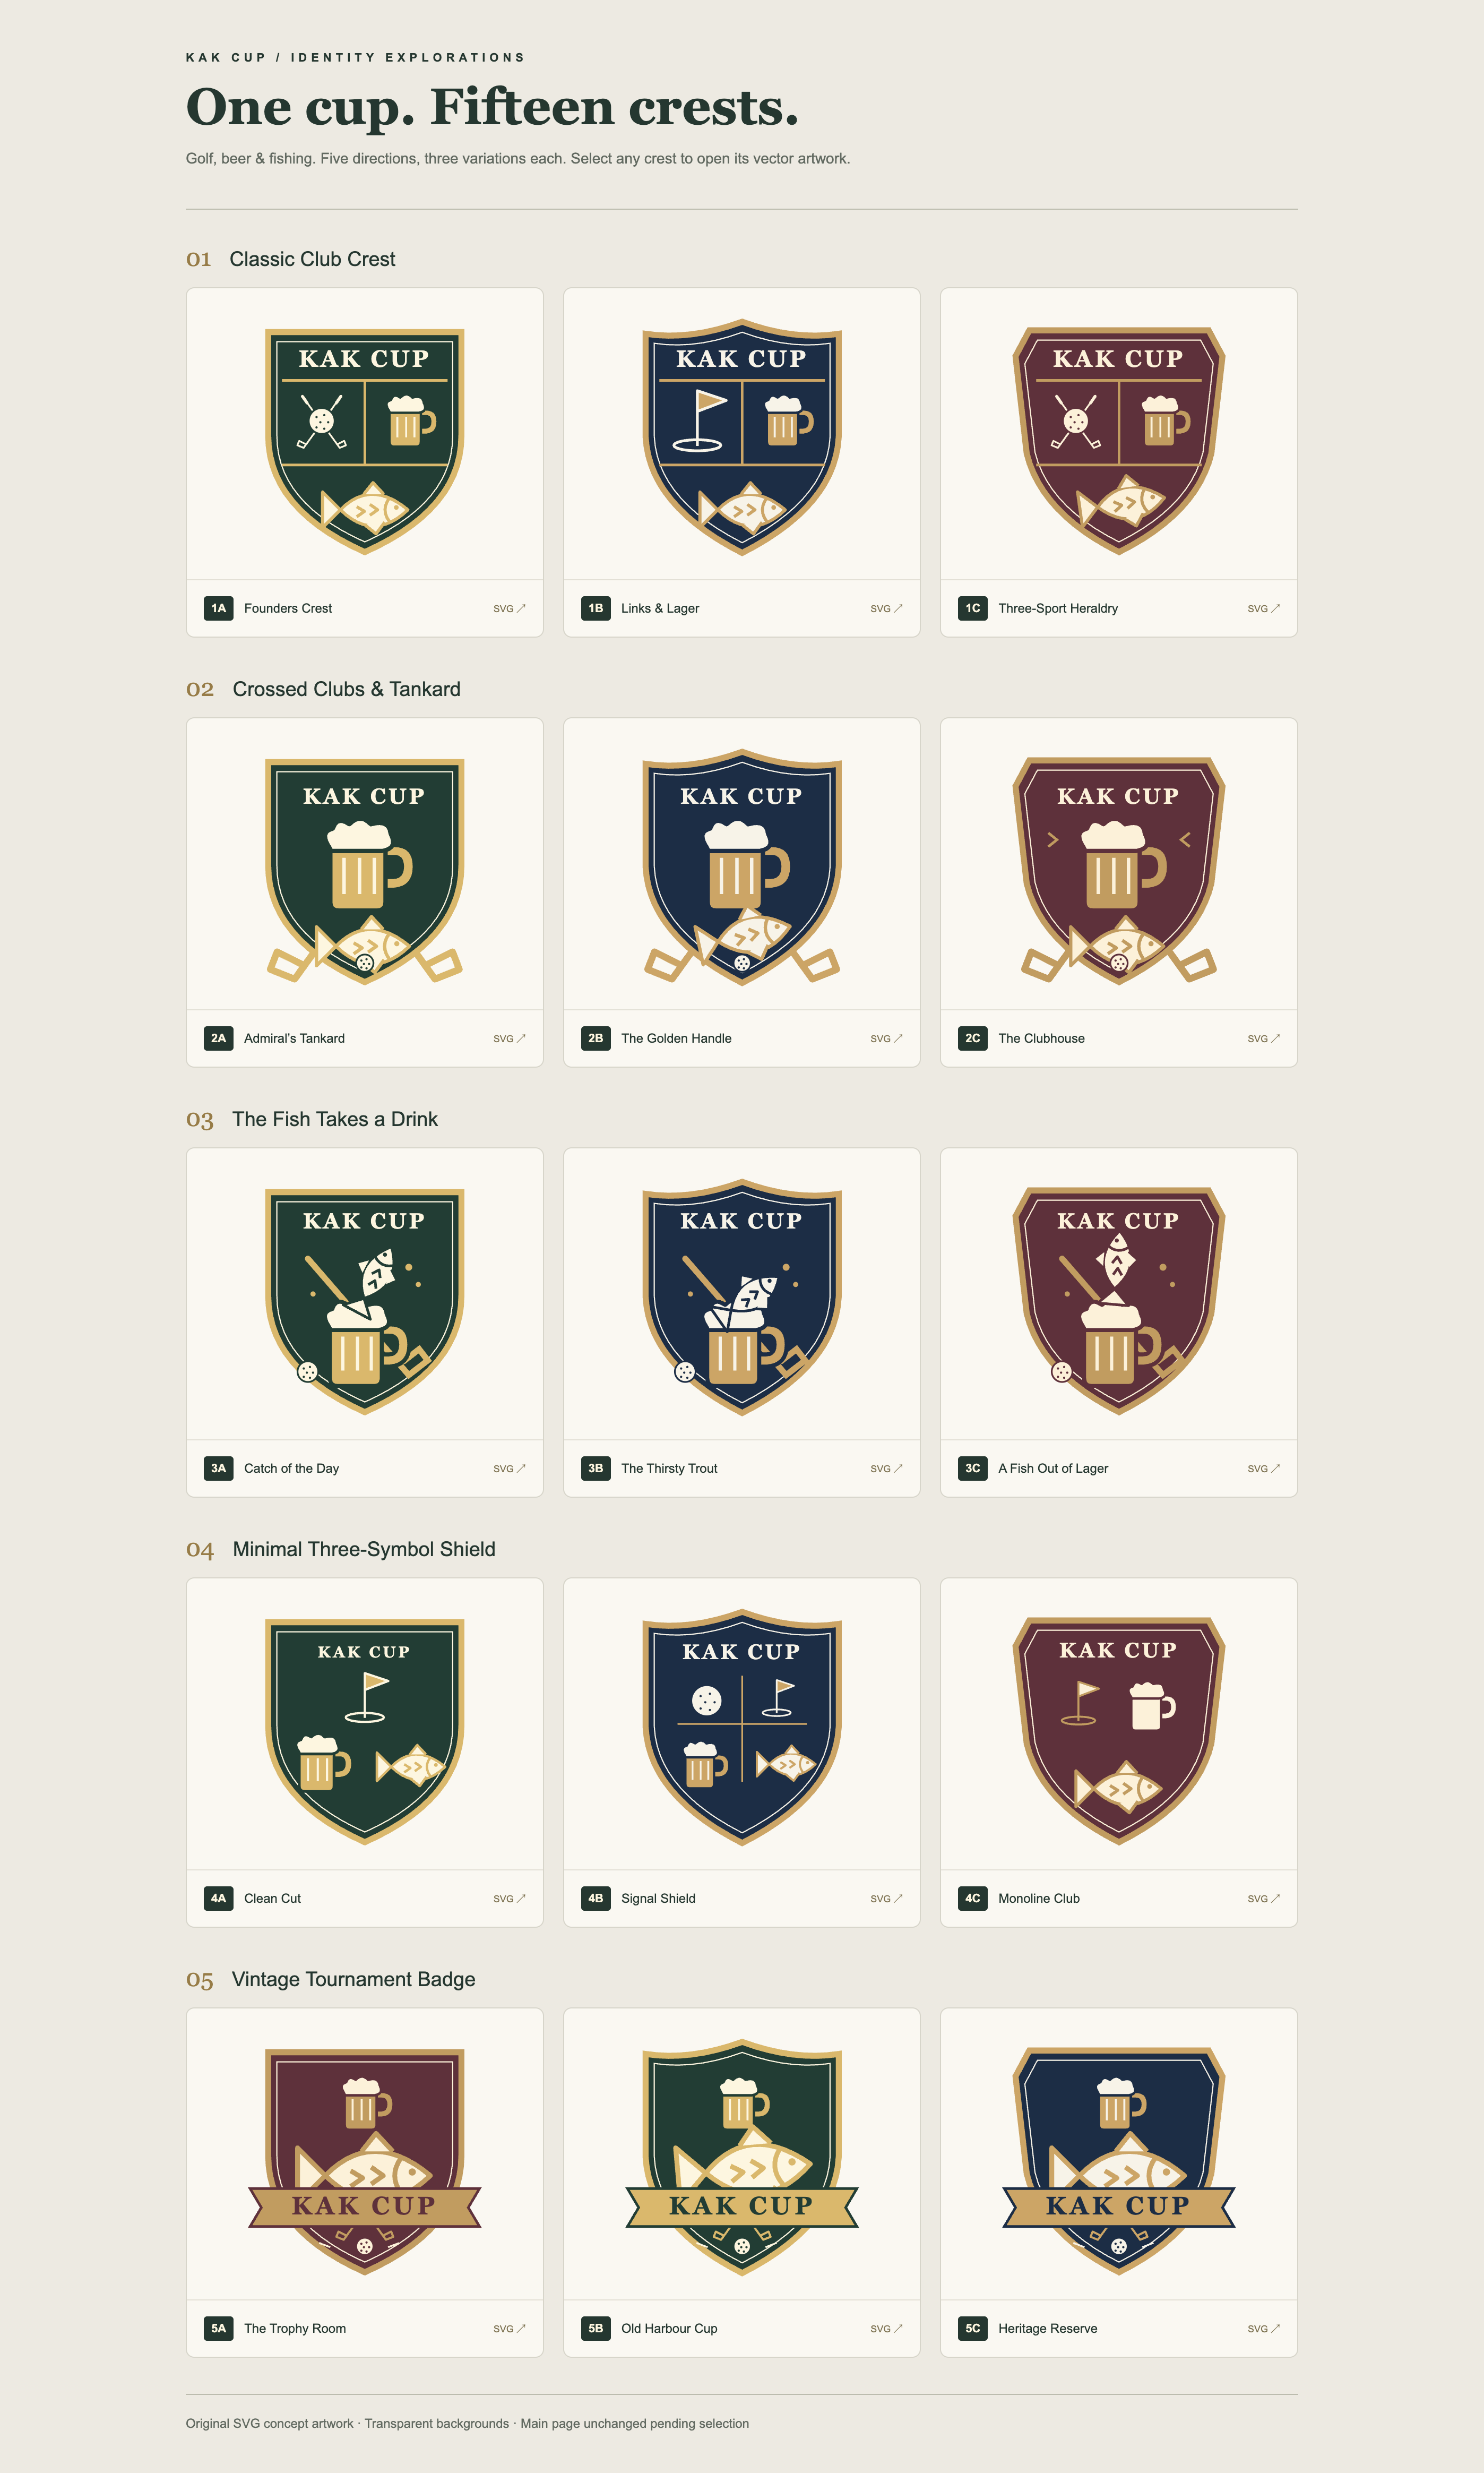 KAK CUP / IDENTITY EXPLORATIONS
One cup. Fifteen crests.
Golf, beer & fishing. Five directions, three variations each. Select any crest to open its vector artwork.
01 Classic Club Crest
KAK CUP
KAK CUP
KAK CUP
1A Founders Crest SVG ↗
1B Links & Lager SVG ↗
1C Three-Sport Heraldry SVG ↗
02 Crossed Clubs & Tankard
KAK CUP
KAK CUP
KAK CUP
2A Admiral's Tankard SVG ↗
2B The Golden Handle SVG ↗
2C The Clubhouse SVG ↗
03 The Fish Takes a Drink
KAK CUP
KAK CUP
KAK CUP
3A Catch of the Day SVG ↗
3B The Thirsty Trout SVG ↗
3C A Fish Out of Lager SVG ↗
04 Minimal Three-Symbol Shield
KAK CUP
KAK CUP
KAK CUP
4A Clean Cut SVG ↗
4B Signal Shield SVG ↗
4C Monoline Club SVG ↗
05 Vintage Tournament Badge
KAK CUP
KAK CUP
KAK CUP
5A The Trophy Room SVG ↗
5B Old Harbour Cup SVG ↗
5C Heritage Reserve SVG ↗
Original SVG concept artwork · Transparent backgrounds · Main page unchanged pending selection